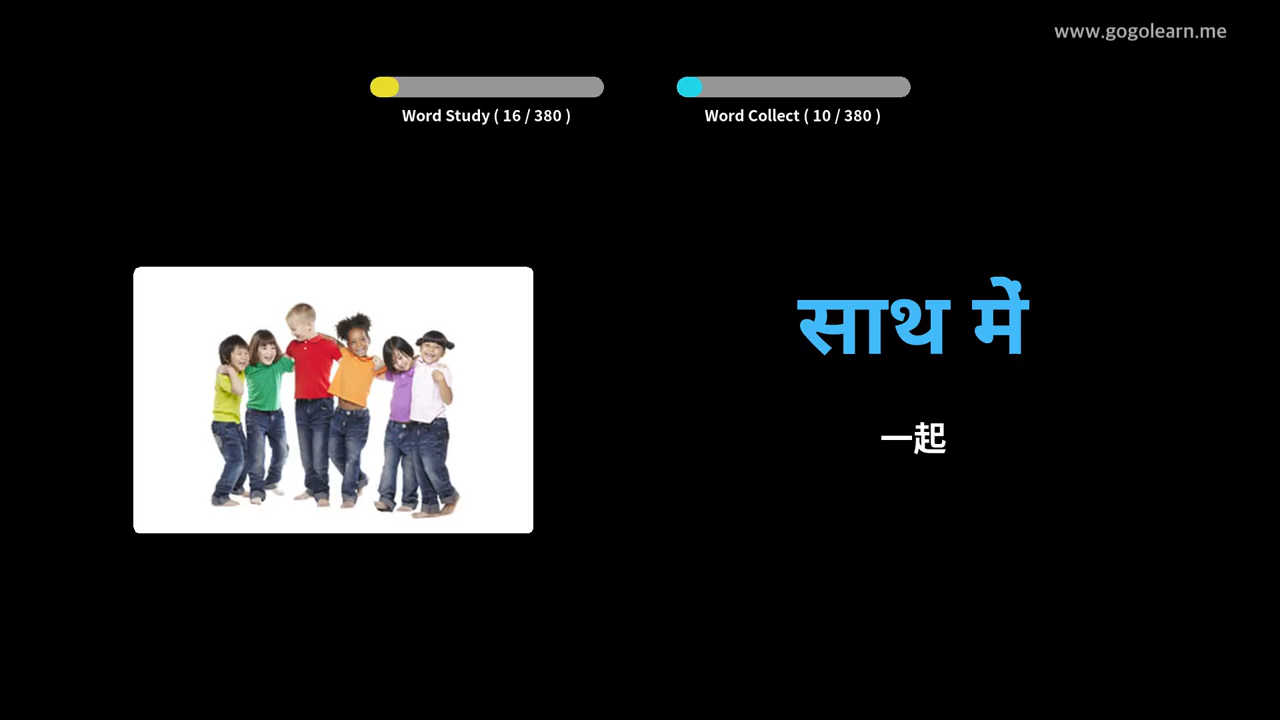 www.gogolearn.me
Word Study ( 16 / 380 )
Word Collect ( 10 / 380 )
साथ में
一起